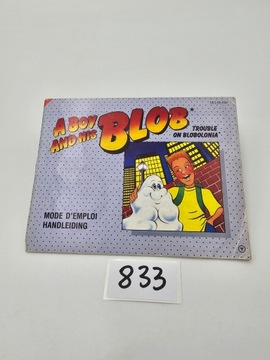 A BOY
AND HIS
BLOB
TROUBLE
ON BLOBOLONIA
MODE D'EMPLOI
HANDLEIDING
833